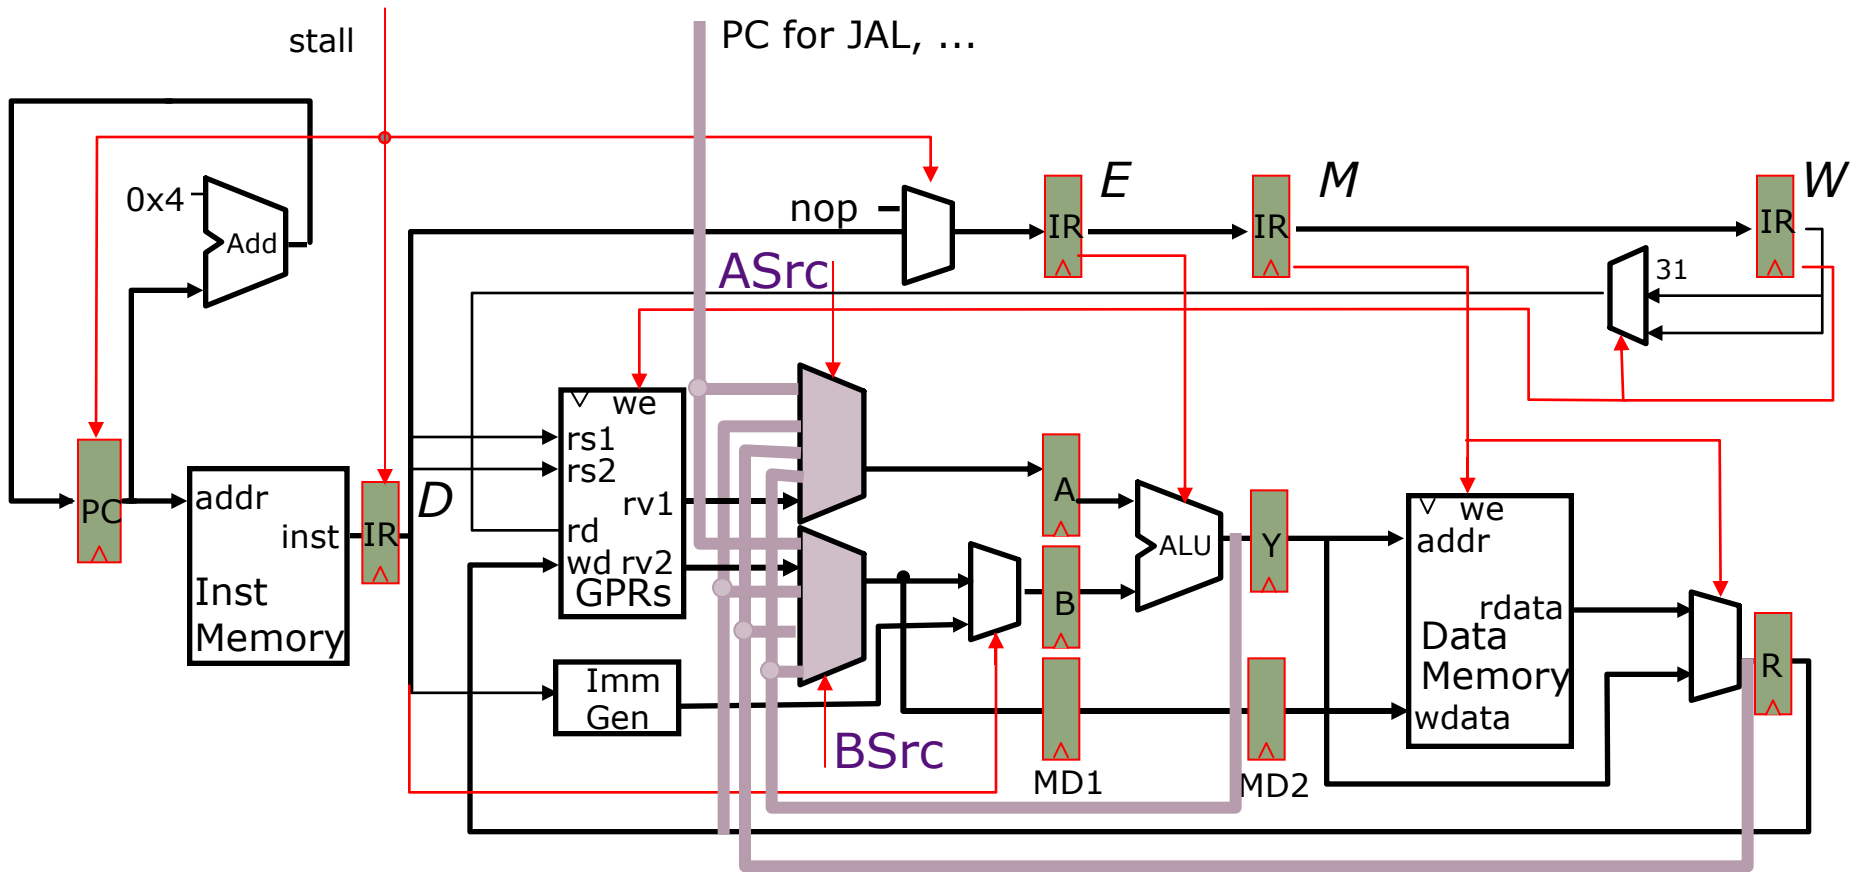 stall
PC for JAL, ...
0x4
Add
nop
IR
E
IR
M
IR
W
31
ASrc
we
rs1
rs2
rv1
rd
wd rv2
GPRs
PC
addr
inst
Inst
Memory
IR
D
A
B
ALU
Y
we
addr
rdata
Data
Memory
wdata
R
Imm
Gen
BSrc
MD1
MD2